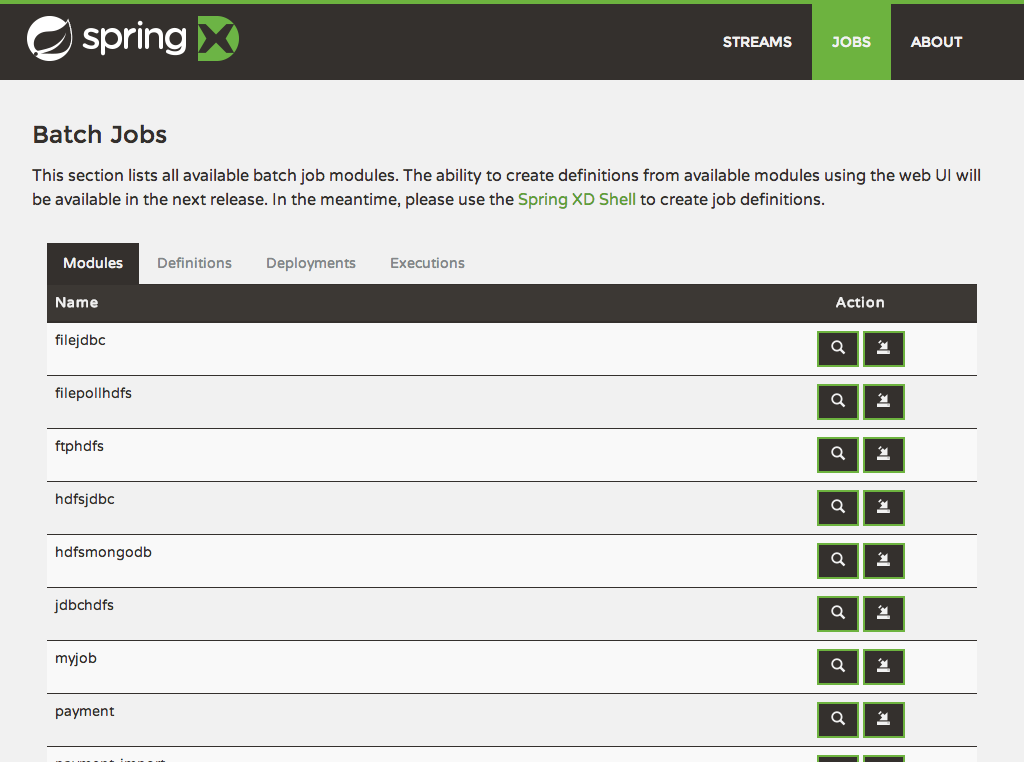 spring XD
STREAMS JOBS ABOUT
Batch Jobs
This section lists all available batch job modules. The ability to create definitions from available modules using the web UI will
be available in the next release. In the meantime, please use the Spring XD Shell to create job definitions.
Modules Definitions Deployments Executions
Name Action
filejdbc
filepollhdfs
ftphdfs
hdfsjdbc
hdfsmongodb
jdbchdfs
myjob
payment
payment-import